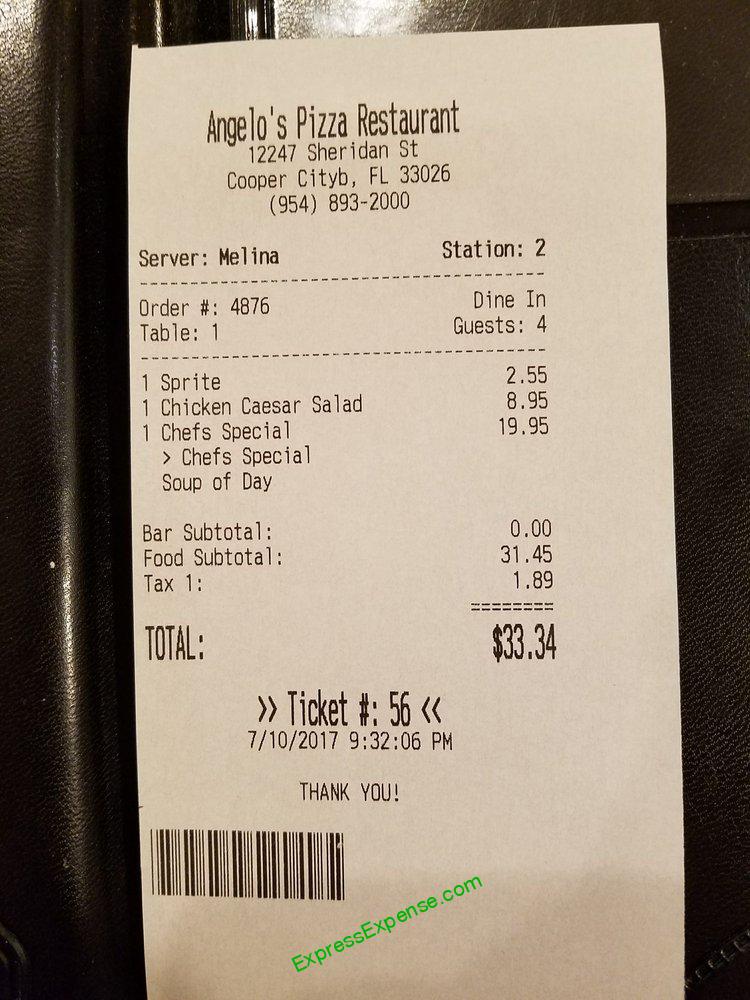 Angelo's Pizza Restaurant
12247 Sheridan St
Cooper Cityb, FL 33026
(954) 893-2000
Server: Melina Station: 2
Order #: 4876 Dine In
Table: 1 Guests: 4
1 Sprite 2.55
1 Chicken Caesar Salad 8.95
1 Chefs Special 19.95
> Chefs Special
Soup of Day
Bar Subtotal: 0.00
Food Subtotal: 31.45
Tax 1: 1.89
========
TOTAL: $33.34
>> Ticket #: 56 <<
7/10/2017 9:32:06 PM
THANK YOU!
ExpressExpense.com